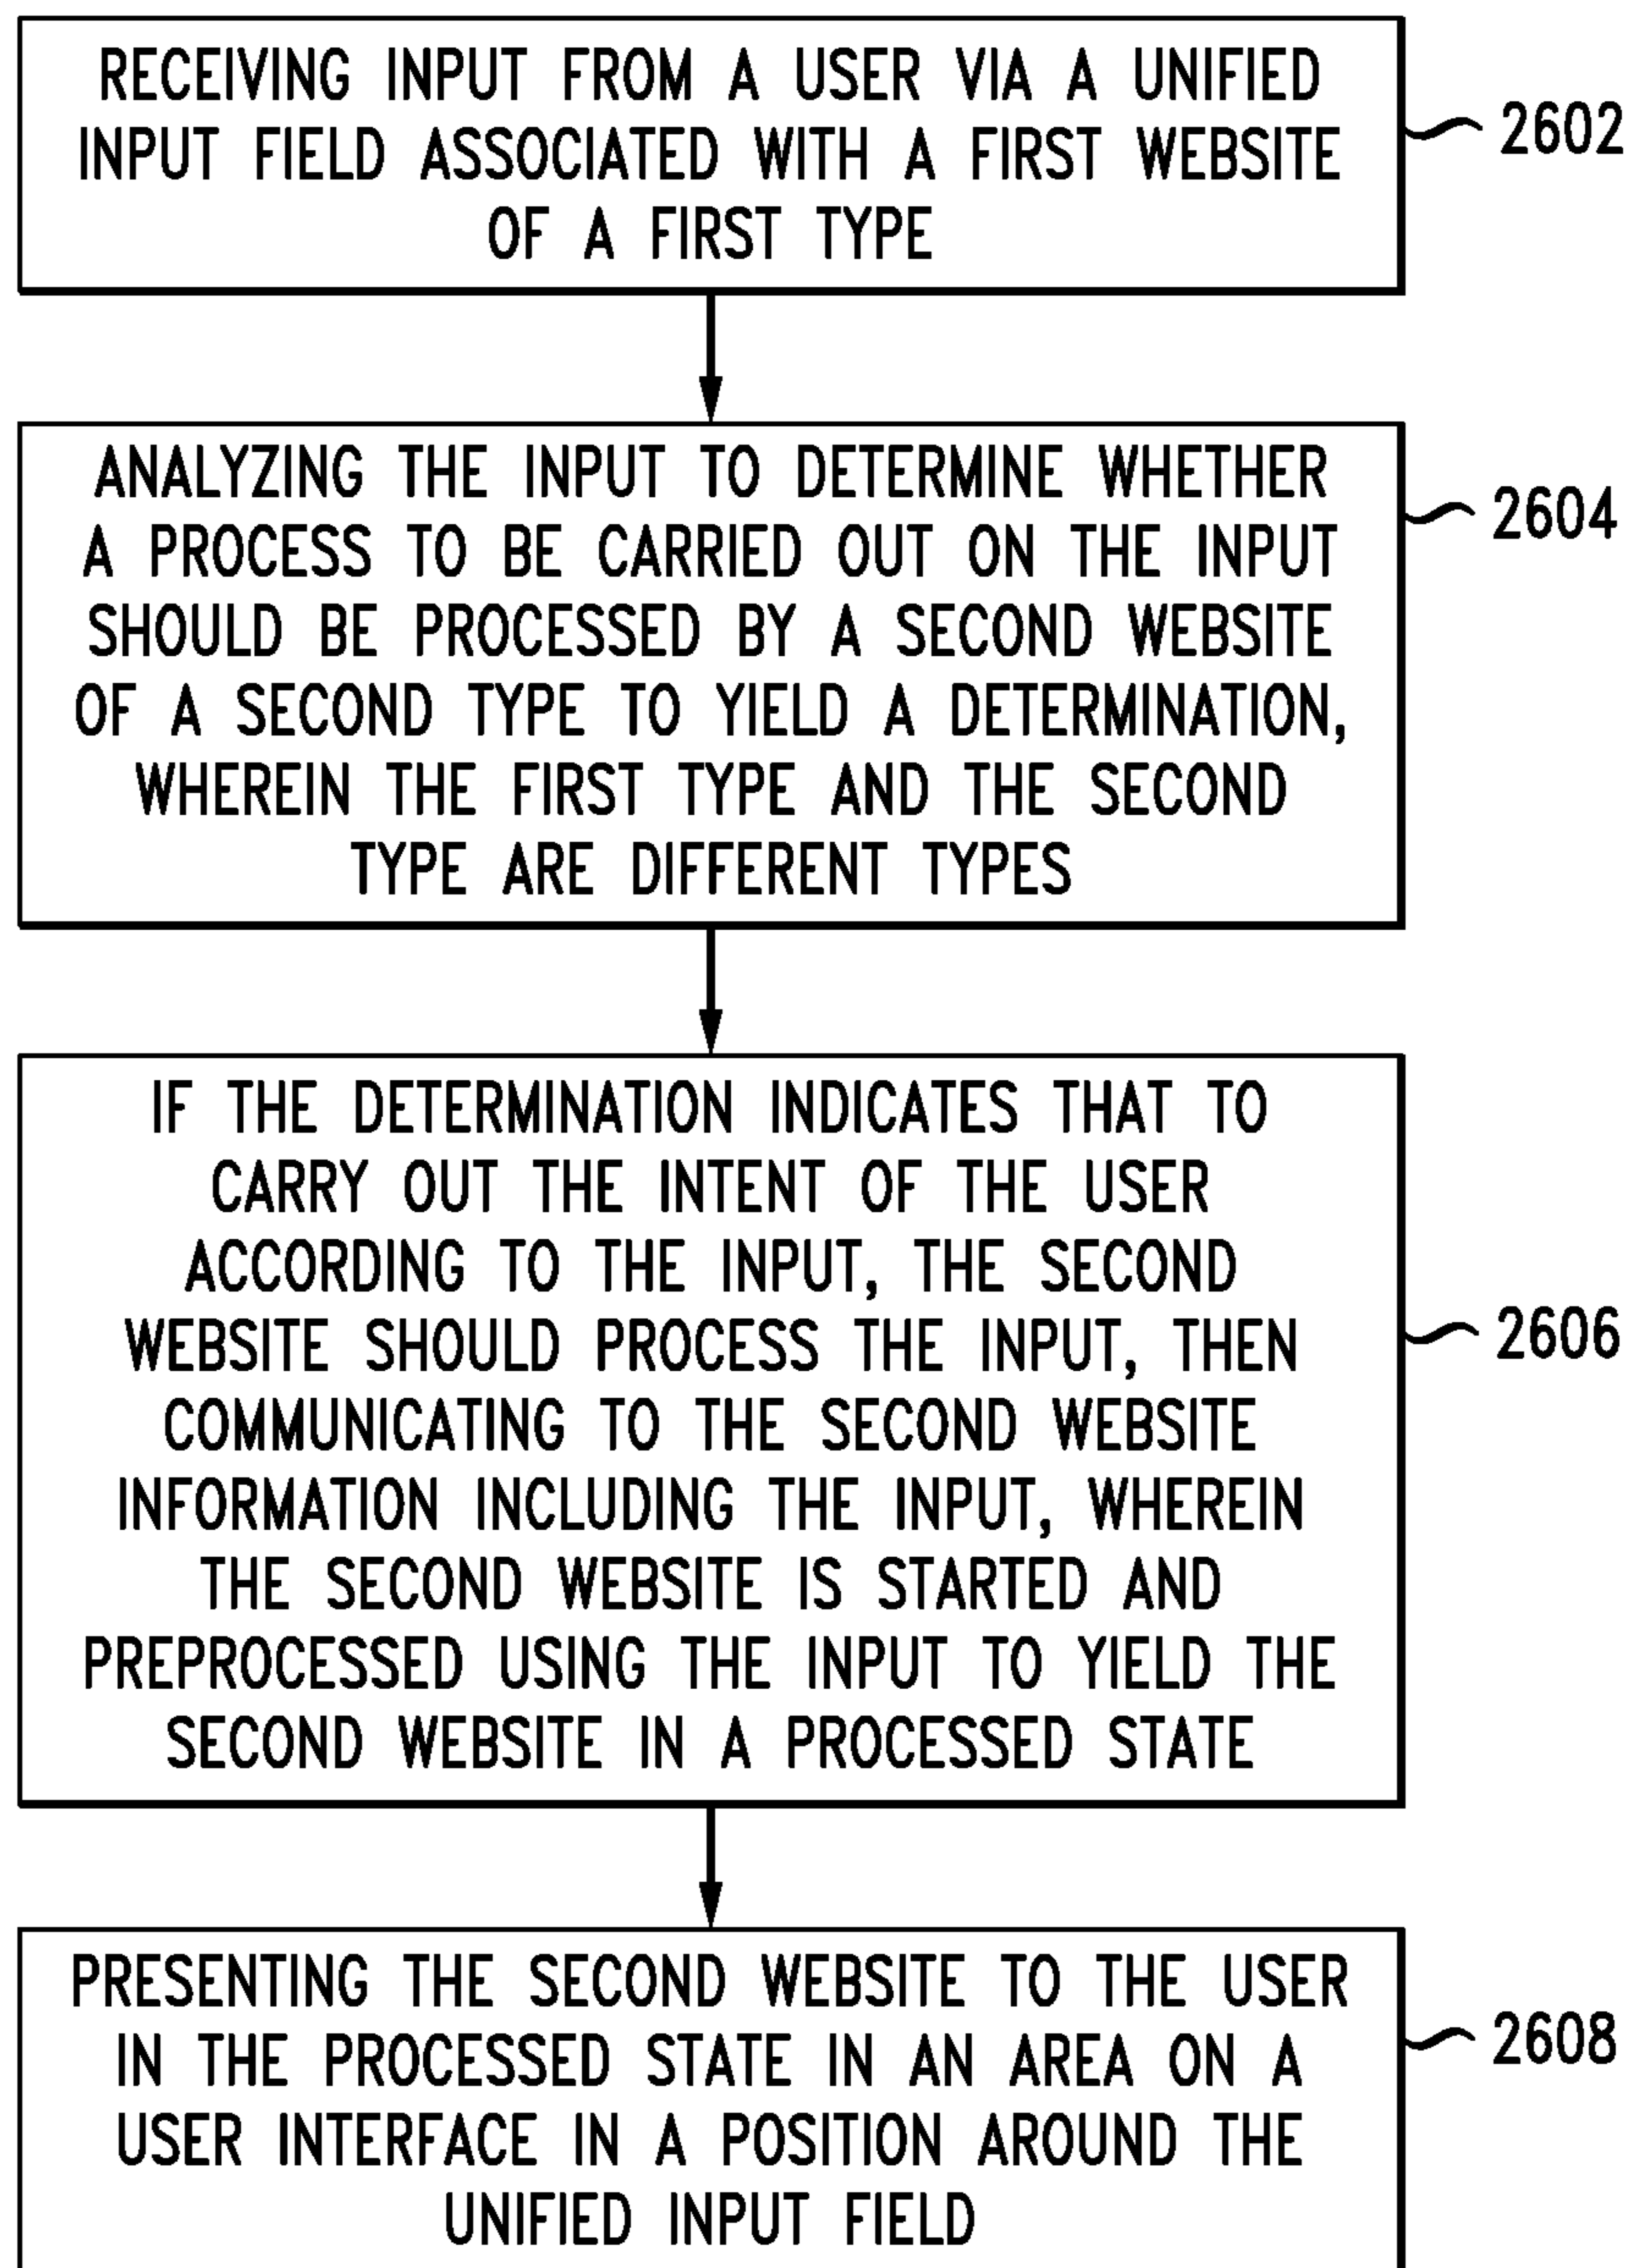 RECEIVING INPUT FROM A USER VIA A UNIFIED
INPUT FIELD ASSOCIATED WITH A FIRST WEBSITE
OF A FIRST TYPE
2602
ANALYZING THE INPUT TO DETERMINE WHETHER
A PROCESS TO BE CARRIED OUT ON THE INPUT
SHOULD BE PROCESSED BY A SECOND WEBSITE
OF A SECOND TYPE TO YIELD A DETERMINATION,
WHEREIN THE FIRST TYPE AND THE SECOND
TYPE ARE DIFFERENT TYPES
2604
IF THE DETERMINATION INDICATES THAT TO
CARRY OUT THE INTENT OF THE USER
ACCORDING TO THE INPUT, THE SECOND
WEBSITE SHOULD PROCESS THE INPUT, THEN
COMMUNICATING TO THE SECOND WEBSITE
INFORMATION INCLUDING THE INPUT, WHEREIN
THE SECOND WEBSITE IS STARTED AND
PREPROCESSED USING THE INPUT TO YIELD THE
SECOND WEBSITE IN A PROCESSED STATE
2606
PRESENTING THE SECOND WEBSITE TO THE USER
IN THE PROCESSED STATE IN AN AREA ON A
USER INTERFACE IN A POSITION AROUND THE
UNIFIED INPUT FIELD
2608